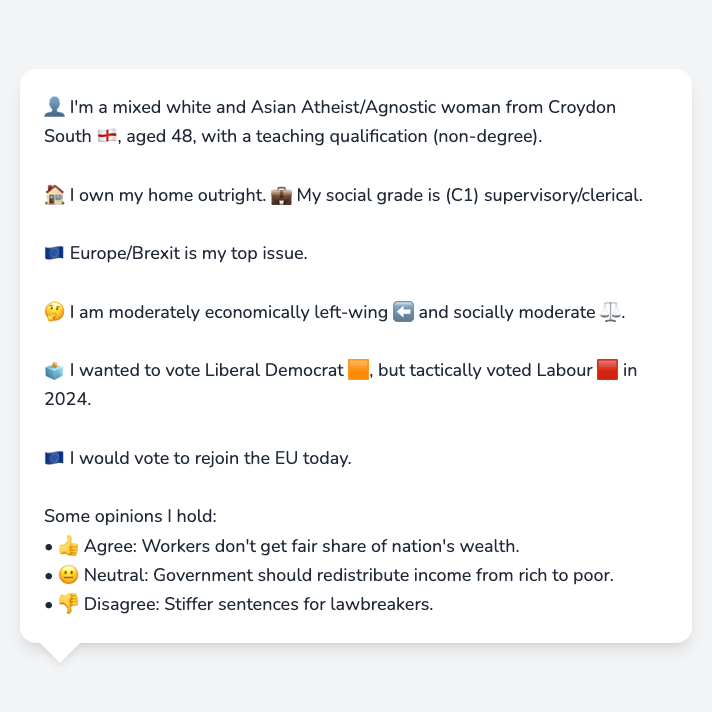 👤 I'm a mixed white and Asian Atheist/Agnostic woman from Croydon
South 🏴󠁧󠁢󠁥󠁮󠁧󠁿, aged 48, with a teaching qualification (non-degree).
🏠 I own my home outright. 💼 My social grade is (C1) supervisory/clerical.
🇪🇺 Europe/Brexit is my top issue.
🤔 I am moderately economically left-wing ⬅️ and socially moderate ⚖️.
🗳️ I wanted to vote Liberal Democrat 🟧, but tactically voted Labour 🟥 in
2024.
🇪🇺 I would vote to rejoin the EU today.
Some opinions I hold:
• 👍 Agree: Workers don't get fair share of nation's wealth.
• 😐 Neutral: Government should redistribute income from rich to poor.
• 👎 Disagree: Stiffer sentences for lawbreakers.